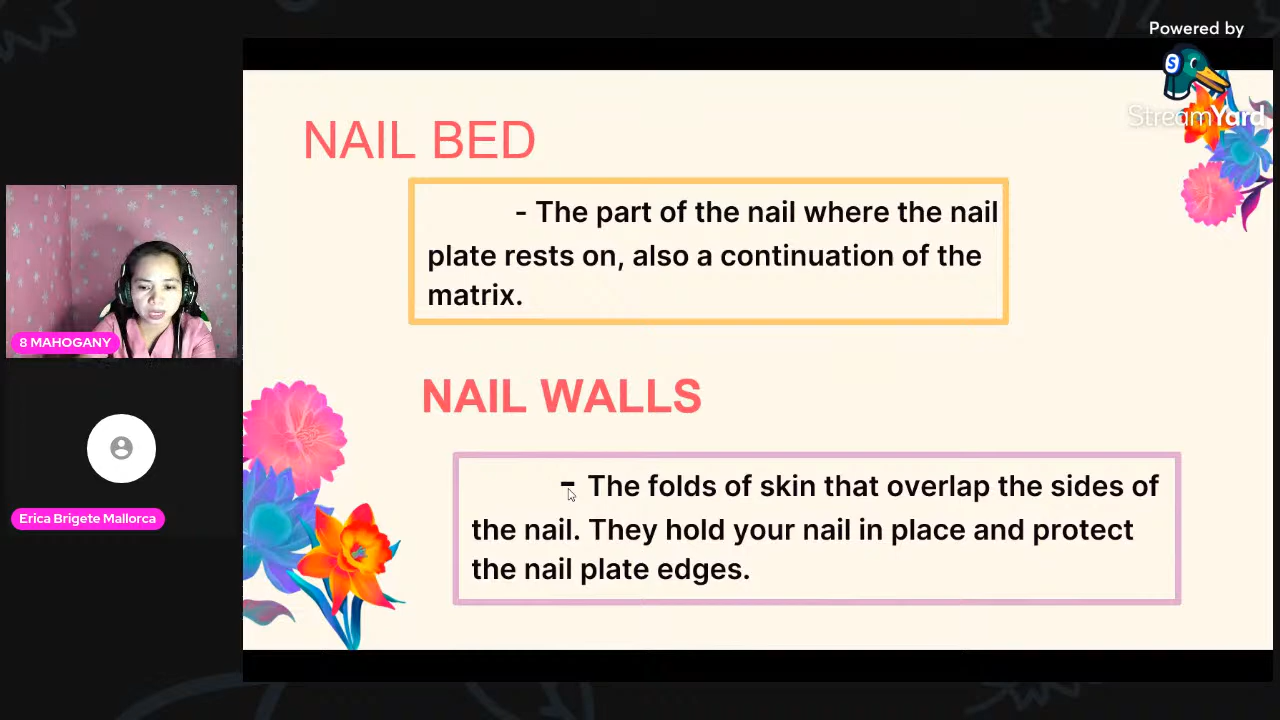 Powered by
StreamYard
NAIL BED
- The part of the nail where the nail
plate rests on, also a continuation of the
matrix.
8 MAHOGANY
NAIL WALLS
- The folds of skin that overlap the sides of
the nail. They hold your nail in place and protect
the nail plate edges.
Erica Brigete Mallorca